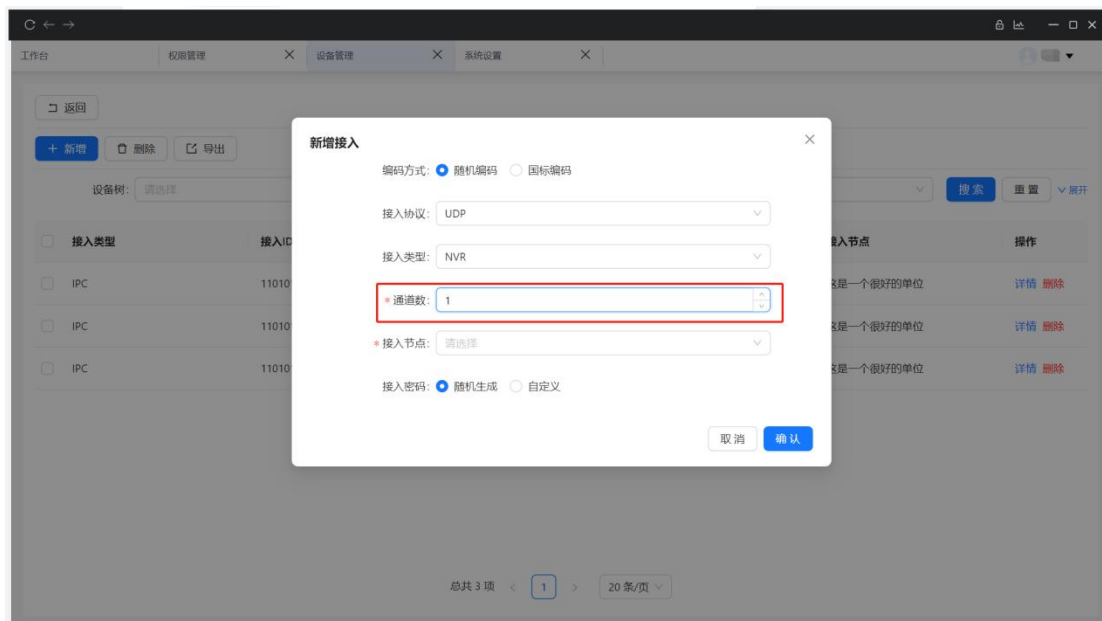 工作台 权限管理 设备管理 系统设置
返回
新增 删除 导出
设备树: 请选择 搜索 重置 展开
接入类型 接入ID 接入节点 操作
IPC 11010 这是一个很好的单位 详情 删除
IPC 11010 这是一个很好的单位 详情 删除
IPC 11010 这是一个很好的单位 详情 删除
新增接入
编码方式: 随机编码 国标编码
接入协议: UDP
接入类型: NVR
* 通道数: 1
* 接入节点: 请选择
接入密码: 随机生成 自定义
取消 确认
总共 3 项 < 1 > 20 条/页